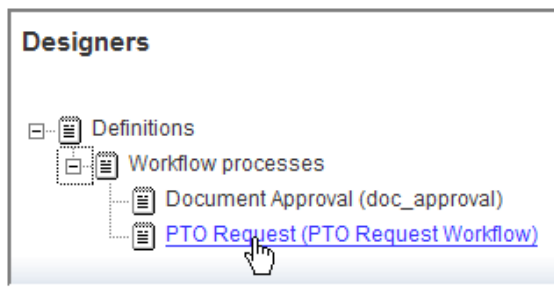 Designers
Definitions
Workflow processes
Document Approval (doc_approval)
PTO Request (PTO Request Workflow)